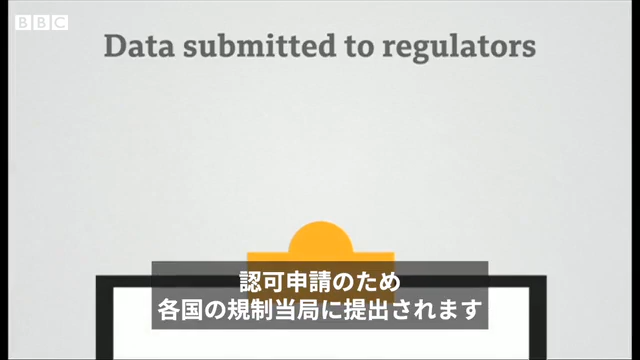 BBC
Data submitted to regulators
認可申請のため
各国の規制当局に提出されます